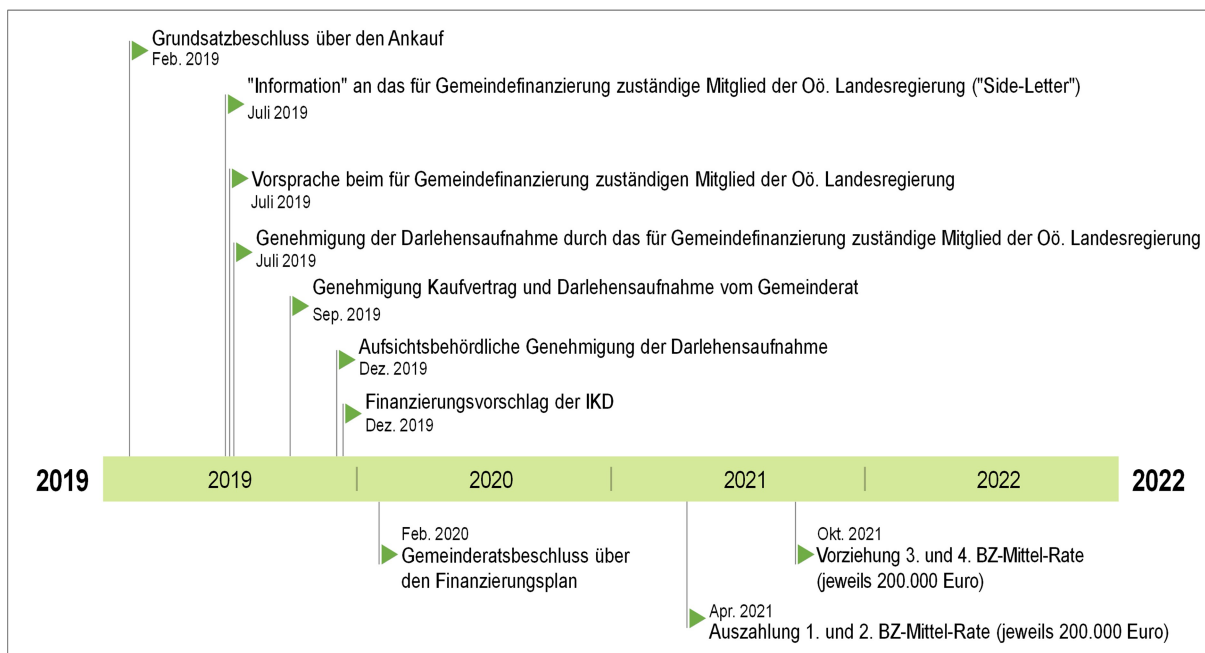 Grundsatzbeschluss über den Ankauf
Feb. 2019
"Information" an das für Gemeindefinanzierung zuständige Mitglied der Oö. Landesregierung ("Side-Letter")
Juli 2019
Vorsprache beim für Gemeindefinanzierung zuständigen Mitglied der Oö. Landesregierung
Juli 2019
Genehmigung der Darlehensaufnahme durch das für Gemeindefinanzierung zuständige Mitglied der Oö. Landesregierung
Juli 2019
Genehmigung Kaufvertrag und Darlehensaufnahme vom Gemeinderat
Sep. 2019
Aufsichtsbehördliche Genehmigung der Darlehensaufnahme
Dez. 2019
Finanzierungsvorschlag der IKD
Dez. 2019
2019 2019 2020 2021 2022 2022
Feb. 2020
Gemeinderatsbeschluss über
den Finanzierungsplan
Okt. 2021
Vorziehung 3. und 4. BZ-Mittel-Rate
(jeweils 200.000 Euro)
Apr. 2021
Auszahlung 1. und 2. BZ-Mittel-Rate (jeweils 200.000 Euro)